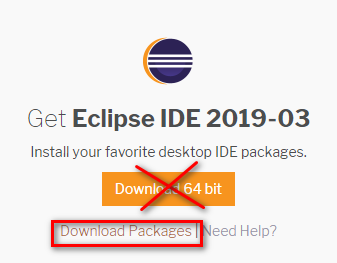 Get Eclipse IDE 2019-03
Install your favorite desktop IDE packages.
Download 64 bit
Download Packages | Need Help?